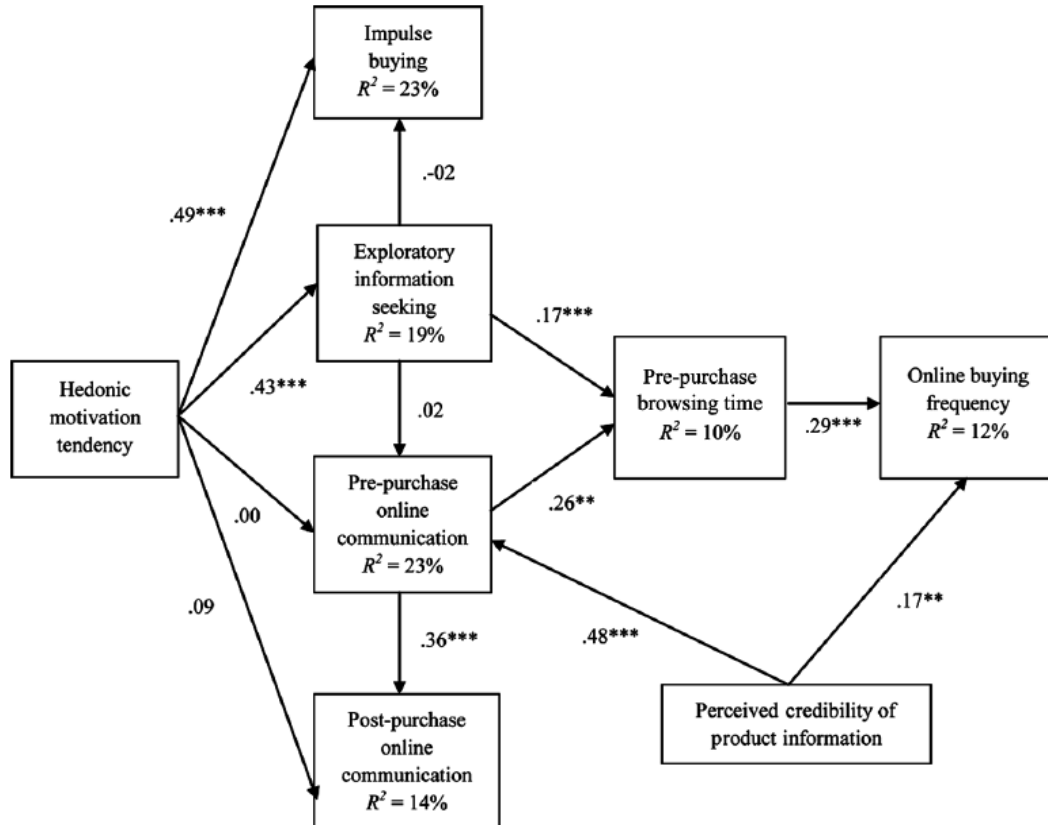 Impulse
buying
R² = 23%
.-02
.49***
Exploratory
information
seeking
R² = 19%
.17***
Hedonic
motivation
tendency
.43***
.02
Pre-purchase
browsing time
R² = 10%
.29***
Online buying
frequency
R² = 12%
Pre-purchase
online
communication
R² = 23%
.00
.26**
.09
.36***
.48***
.17**
Post-purchase
online
communication
R² = 14%
Perceived credibility of
product information